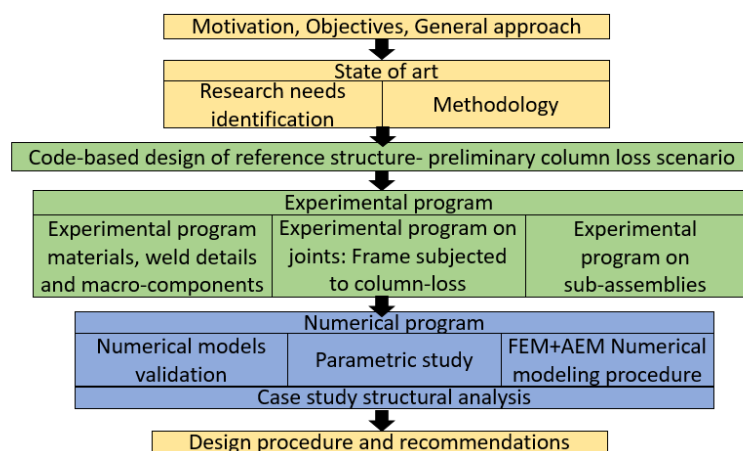 Motivation, Objectives, General approach
State of art
Research needs
identification
Methodology
Code-based design of reference structure- preliminary column loss scenario
Experimental program
Experimental program
materials, weld details
and macro-components
Experimental program on
joints: Frame subjected
to column-loss
Experimental
program on
sub-assemblies
Numerical program
Numerical models
validation
Parametric study
FEM+AEM Numerical
modeling procedure
Case study structural analysis
Design procedure and recommendations